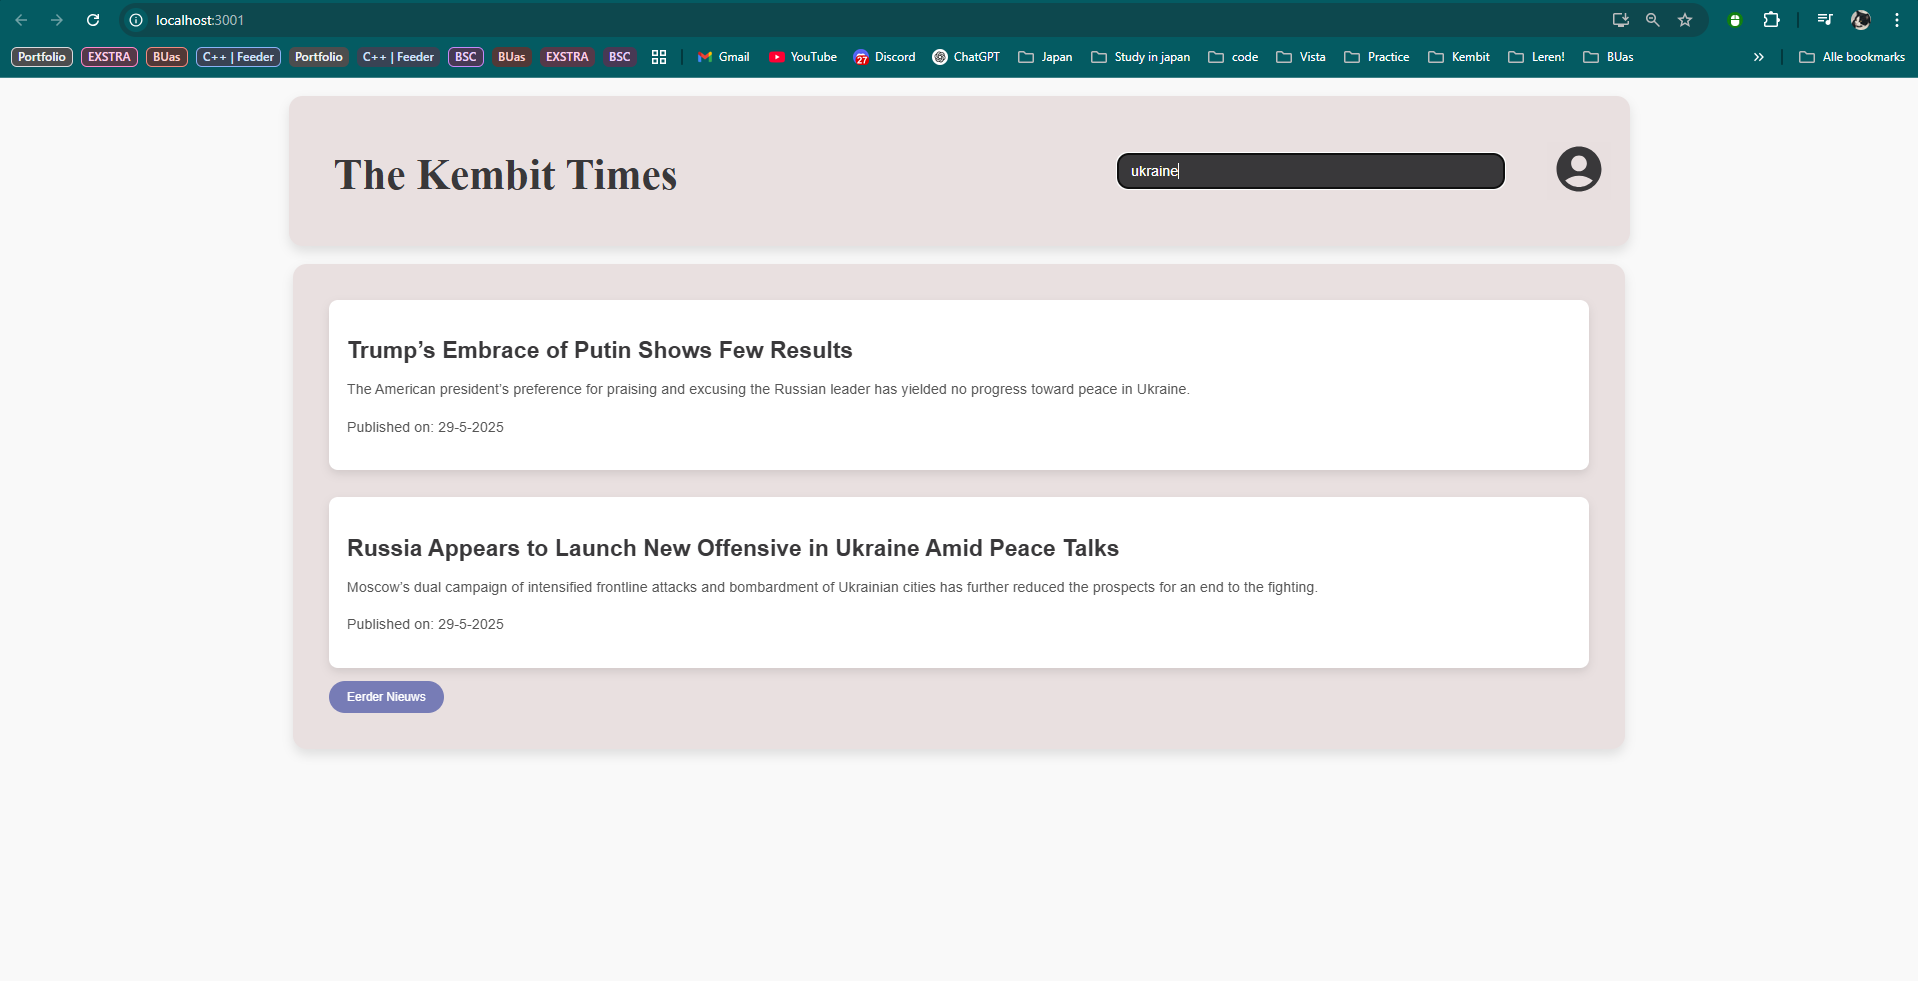 localhost:3001
Portfolio EXSTRA BUas C++ | Feeder Portfolio C++ | Feeder BSC BUas EXSTRA BSC Gmail YouTube 27 Discord ChatGPT Japan Study in japan code Vista Practice Kembit Leren! BUas » Alle bookmarks
The Kembit Times
ukraine
Trump’s Embrace of Putin Shows Few Results
The American president’s preference for praising and excusing the Russian leader has yielded no progress toward peace in Ukraine.
Published on: 29-5-2025
Russia Appears to Launch New Offensive in Ukraine Amid Peace Talks
Moscow’s dual campaign of intensified frontline attacks and bombardment of Ukrainian cities has further reduced the prospects for an end to the fighting.
Published on: 29-5-2025
Eerder Nieuws